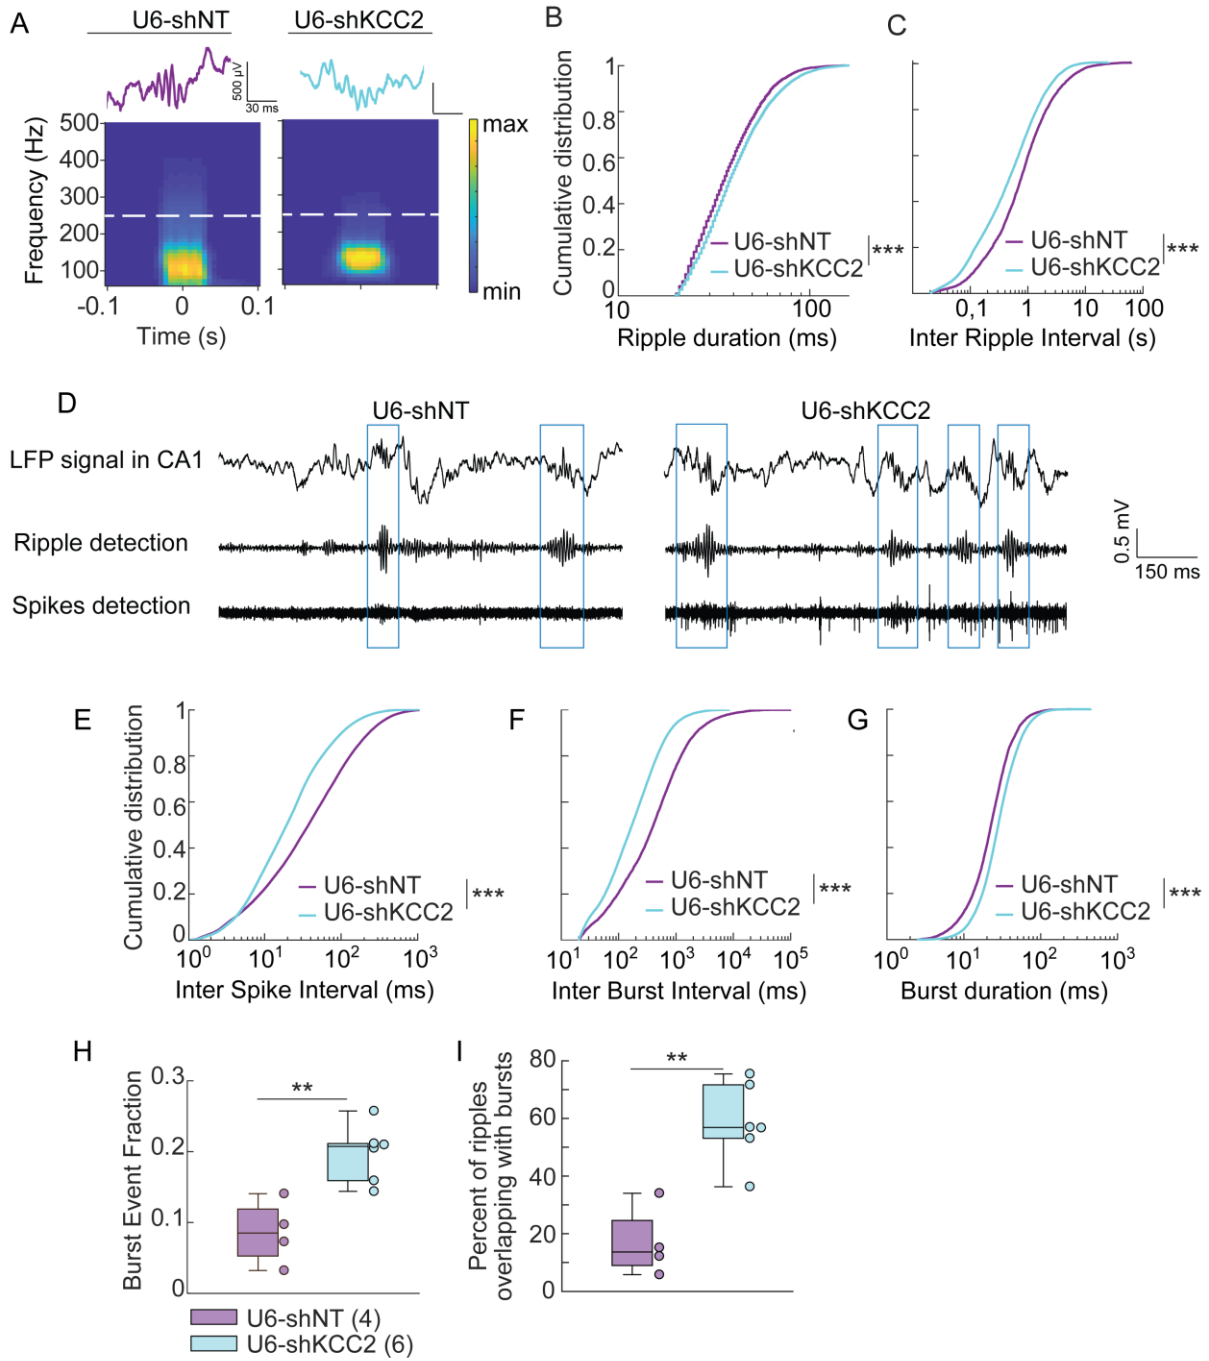 A
U6-shNT
U6-shKCC2
500 µV
30 ms
Frequency (Hz)
500
400
300
200
100
-0.1
0
0.1
Time (s)
max
min
B
Cumulative distribution
1
0.8
0.6
0.4
0.2
0
U6-shNT
U6-shKCC2
***
10
100
Ripple duration (ms)
C
U6-shNT
U6-shKCC2
***
0,1
1
10
100
Inter Ripple Interval (s)
D
U6-shNT
U6-shKCC2
LFP signal in CA1
Ripple detection
Spikes detection
0.5 mV
150 ms
E
Cumulative distribution
1
0.8
0.6
0.4
0.2
0
U6-shNT
U6-shKCC2
***
10⁰
10¹
10²
10³
Inter Spike Interval (ms)
F
U6-shNT
U6-shKCC2
***
10¹
10²
10³
10⁴
10⁵
Inter Burst Interval (ms)
G
U6-shNT
U6-shKCC2
***
10⁰
10¹
10²
10³
Burst duration (ms)
H
Burst Event Fraction
0.3
0.2
0.1
0
**
U6-shNT (4)
U6-shKCC2 (6)
I
Percent of ripples
overlapping with bursts
80
60
40
20
0
**